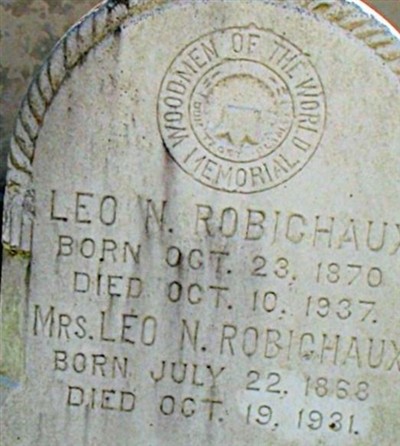 WOODMEN OF THE WORLD
MEMORIAL
LEO N. ROBICHAUX
BORN OCT. 23, 1870
DIED OCT. 10, 1937.
MRS. LEO N. ROBICHAUX
BORN JULY 22, 1868
DIED OCT. 19, 1931.